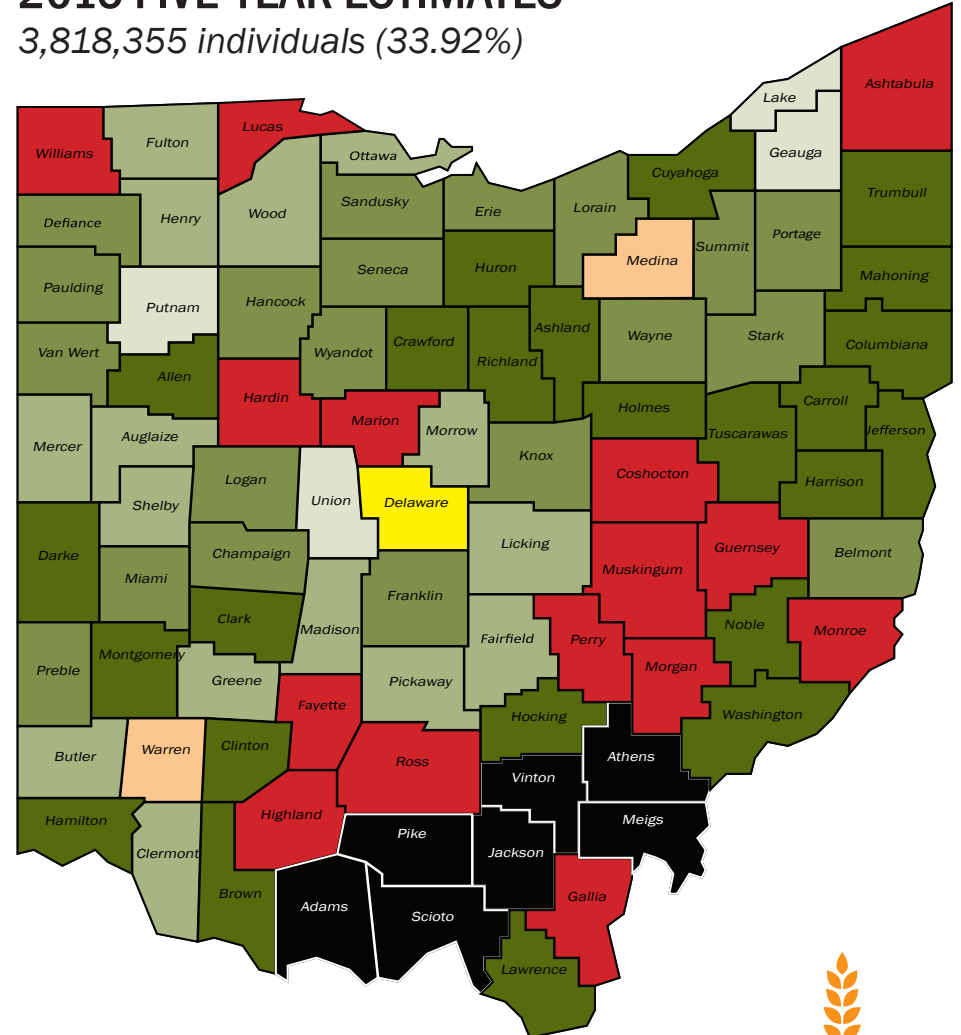 2018 FIVE YEAR ESTIMATES
3,818,355 individuals (33.92%)
Ashtabula
Lake
Lucas
Fulton
Williams
Ottawa
Geauga
Cuyahoga
Trumbull
Sandusky
Erie
Lorain
Henry
Wood
Defiance
Portage
Summit
Medina
Huron
Seneca
Mahoning
Paulding
Hancock
Putnam
Ashland
Wayne
Stark
Crawford
Columbiana
Van Wert
Wyandot
Richland
Allen
Hardin
Carroll
Holmes
Marion
Morrow
Jefferson
Tuscarawas
Auglaize
Mercer
Knox
Coshocton
Logan
Harrison
Union
Delaware
Shelby
Licking
Guernsey
Belmont
Darke
Champaign
Muskingum
Miami
Franklin
Clark
Noble
Madison
Monroe
Fairfield
Perry
Montgomery
Morgan
Preble
Greene
Pickaway
Fayette
Hocking
Washington
Clinton
Warren
Butler
Athens
Ross
Vinton
Highland
Hamilton
Meigs
Pike
Clermont
Jackson
Brown
Gallia
Adams
Scioto
Lawrence